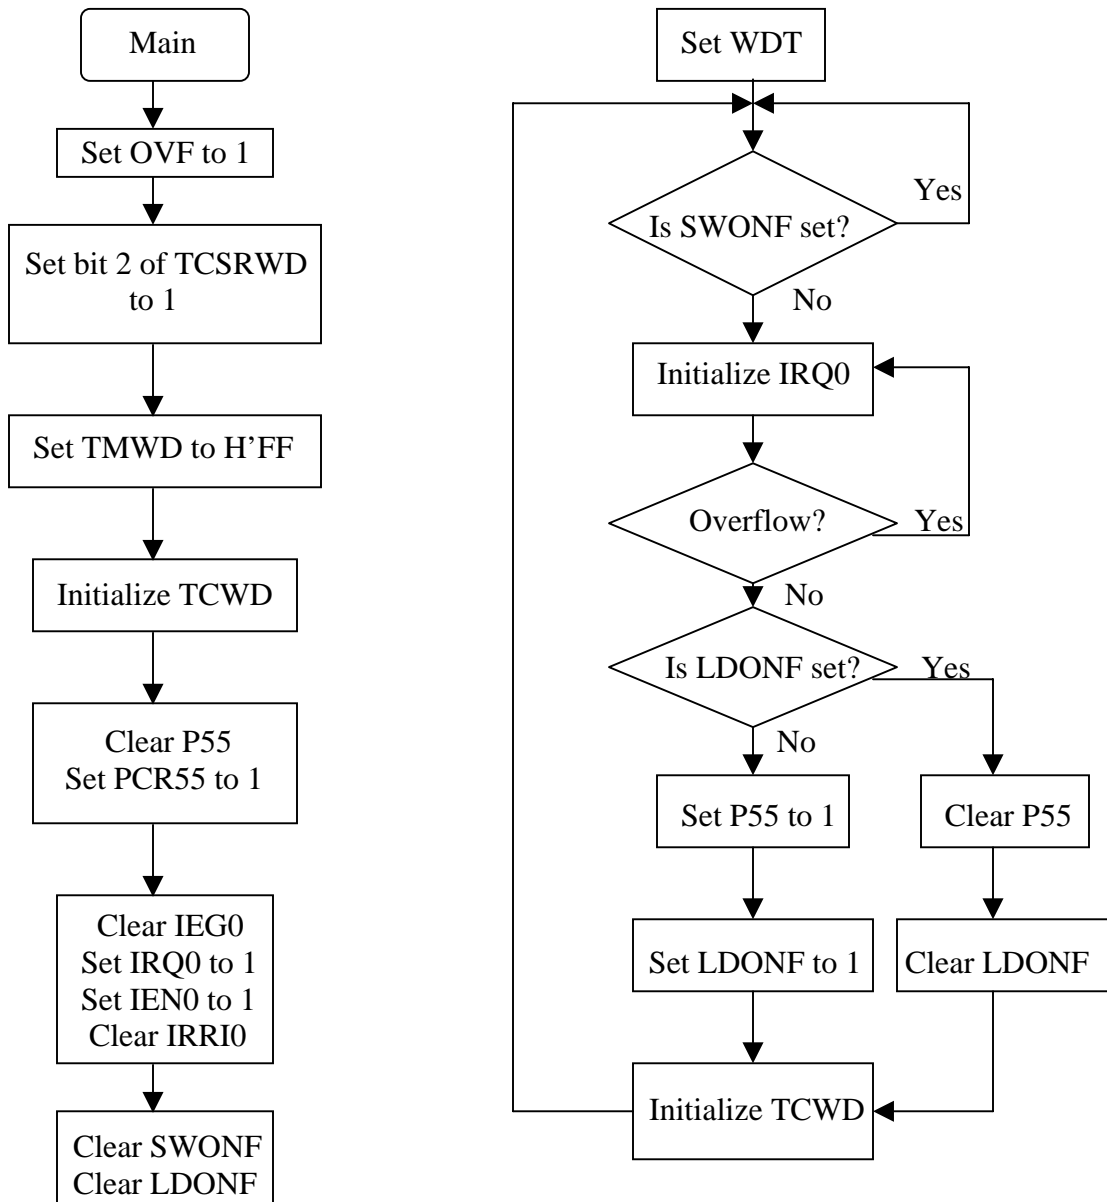 Main
Set OVF to 1
Set bit 2 of TCSRWD
to 1
Set TMWD to H’FF
Initialize TCWD
Clear P55
Set PCR55 to 1
Clear IEG0
Set IRQ0 to 1
Set IEN0 to 1
Clear IRRI0
Clear SWONF
Clear LDONF
Set WDT
Is SWONF set?
Yes
No
Initialize IRQ0
Overflow?
Yes
No
Is LDONF set?
Yes
No
Set P55 to 1
Clear P55
Set LDONF to 1
Clear LDONF
Initialize TCWD